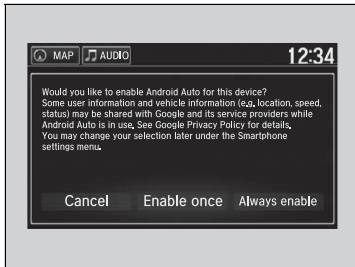 MAP AUDIO 12:34
Would you like to enable Android Auto for this device?
Some user information and vehicle information (e.g. location, speed,
status) may be shared with Google and its service providers while
Android Auto is in use. See Google Privacy Policy for details.
You may change your selection later under the Smartphone
settings menu.
Cancel Enable once Always enable